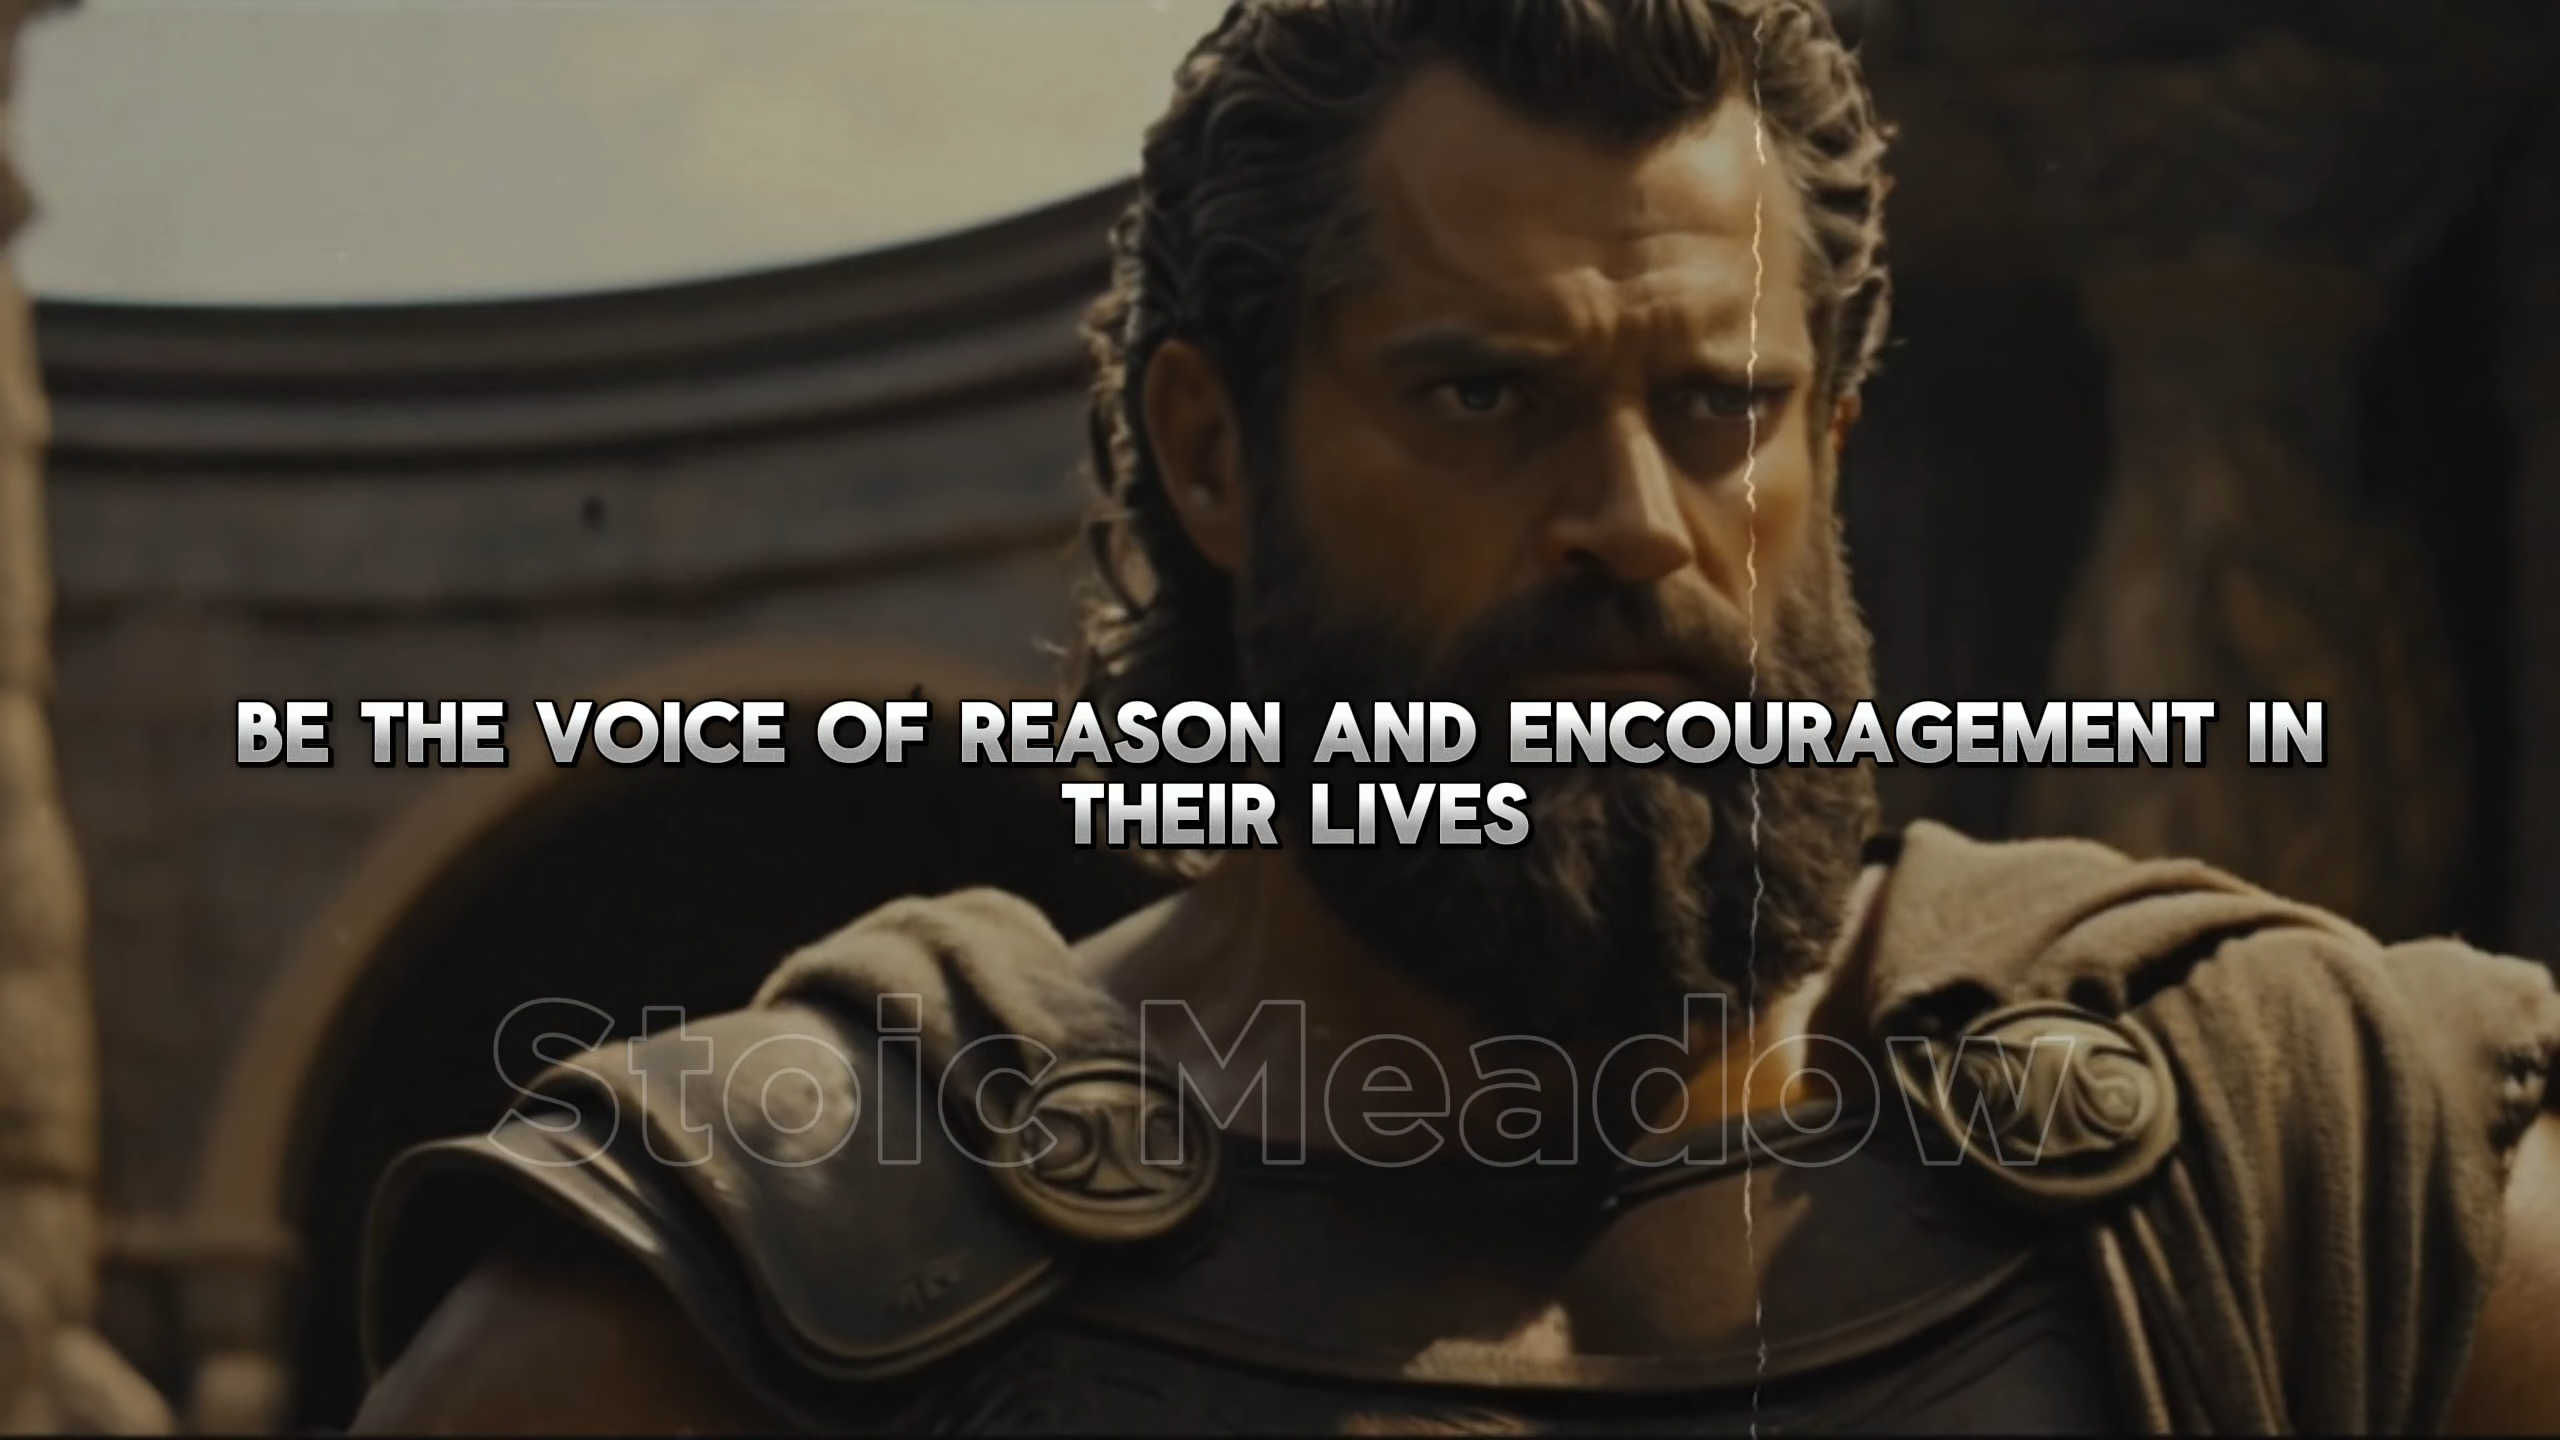 BE THE VOICE OF REASON AND ENCOURAGEMENT IN
THEIR LIVES
Stoic Meadow